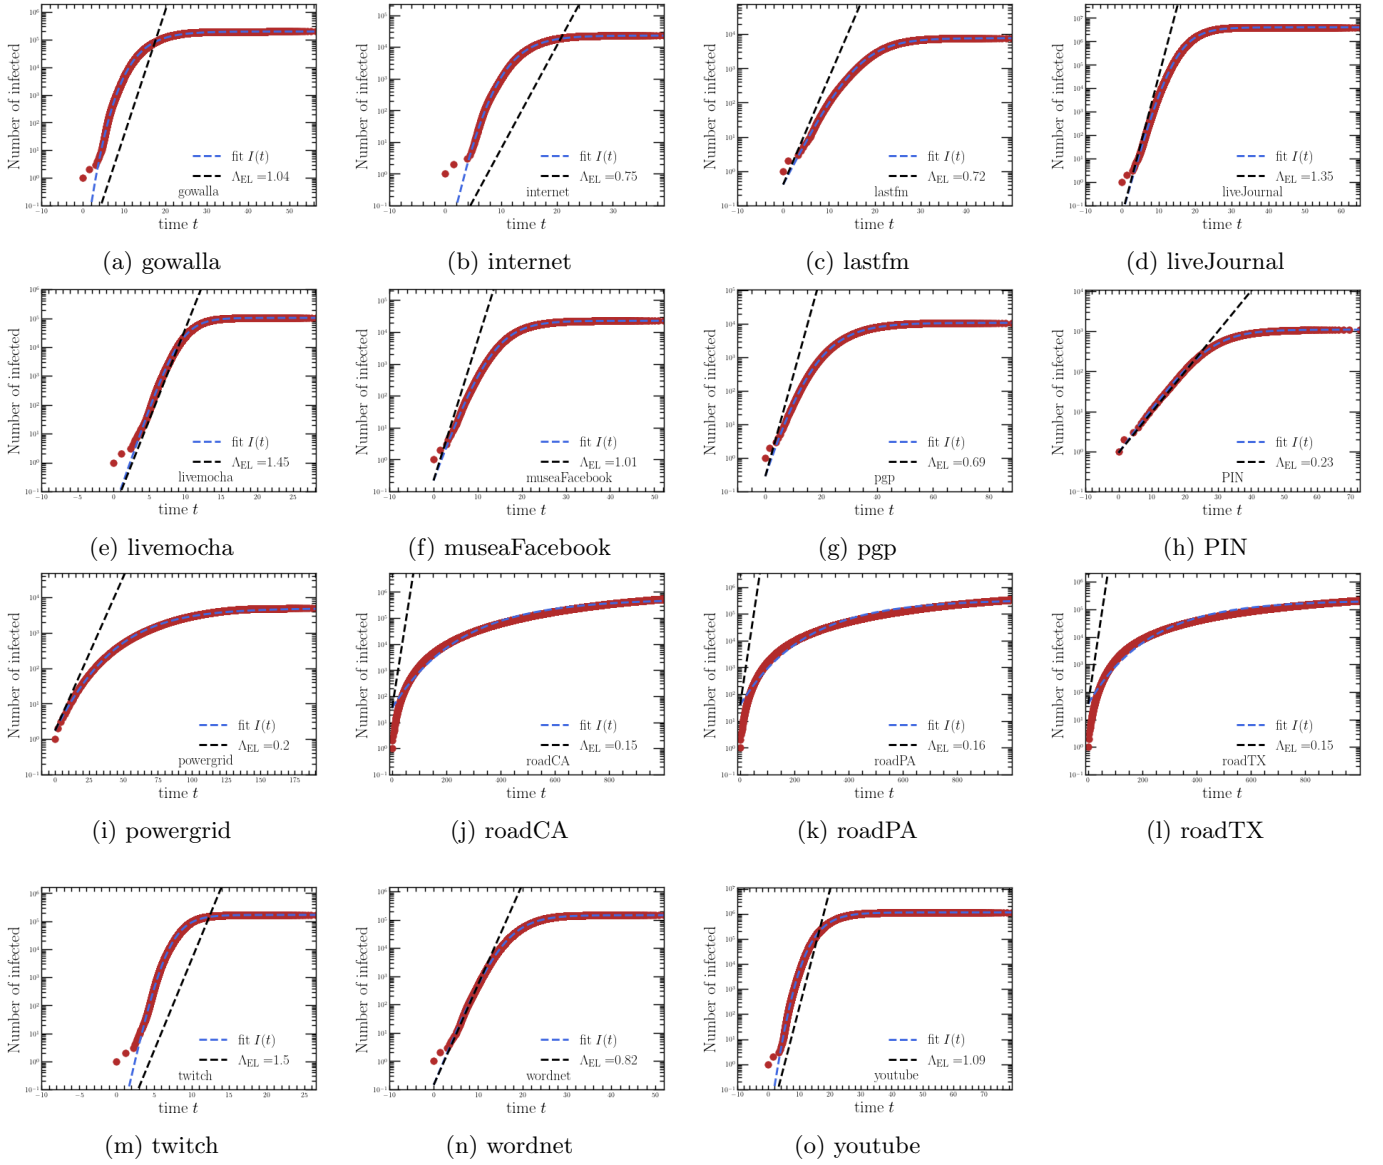 Number of infected
fit I(t)
Λ_EL =1.04
gowalla
time t
(a) gowalla
Number of infected
fit I(t)
Λ_EL =0.75
internet
time t
(b) internet
Number of infected
fit I(t)
Λ_EL =0.72
lastfm
time t
(c) lastfm
Number of infected
fit I(t)
Λ_EL =1.35
liveJournal
time t
(d) liveJournal
Number of infected
fit I(t)
Λ_EL =1.45
livemocha
time t
(e) livemocha
Number of infected
fit I(t)
Λ_EL =1.01
museaFacebook
time t
(f) museaFacebook
Number of infected
fit I(t)
Λ_EL =0.69
pgp
time t
(g) pgp
Number of infected
fit I(t)
Λ_EL =0.23
PIN
time t
(h) PIN
Number of infected
fit I(t)
Λ_EL =0.2
powergrid
time t
(i) powergrid
Number of infected
fit I(t)
Λ_EL =0.15
roadCA
time t
(j) roadCA
Number of infected
fit I(t)
Λ_EL =0.16
roadPA
time t
(k) roadPA
Number of infected
fit I(t)
Λ_EL =0.15
roadTX
time t
(l) roadTX
Number of infected
fit I(t)
Λ_EL =1.5
twitch
time t
(m) twitch
Number of infected
fit I(t)
Λ_EL =0.82
wordnet
time t
(n) wordnet
Number of infected
fit I(t)
Λ_EL =1.09
youtube
time t
(o) youtube